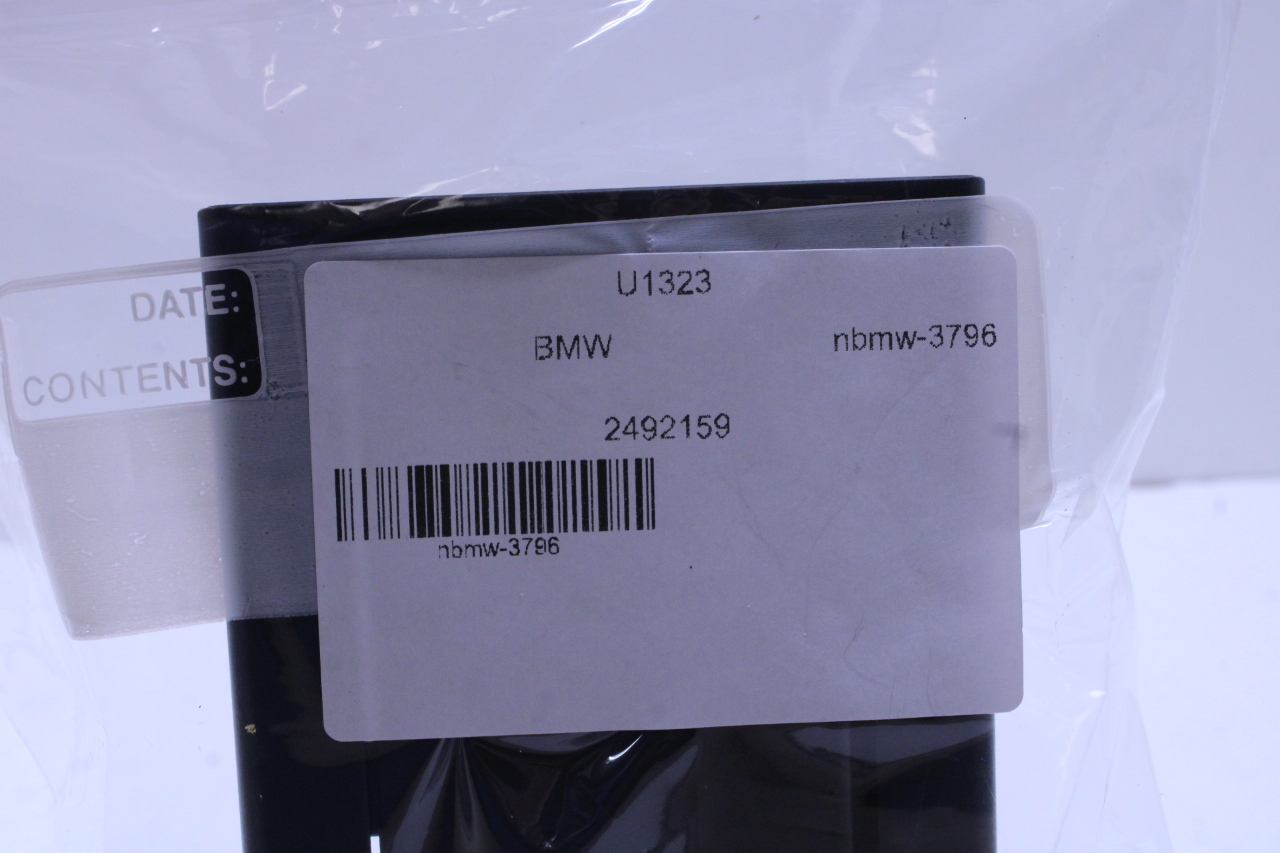 DATE:
CONTENTS:
U1323
BMW nbmw-3796
2492159
nbmw-3796